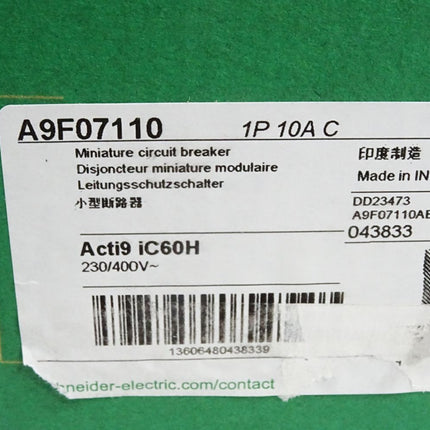 A9F07110 1P 10A C
Miniature circuit breaker
Disjoncteur miniature modulaire
Leitungsschutzschalter
小型断路器
印度制造
Made in IN
DD23473
A9F07110AE
043833
Acti9 iC60H
230/400V~
13606480438339
hneider-electric.com/contact